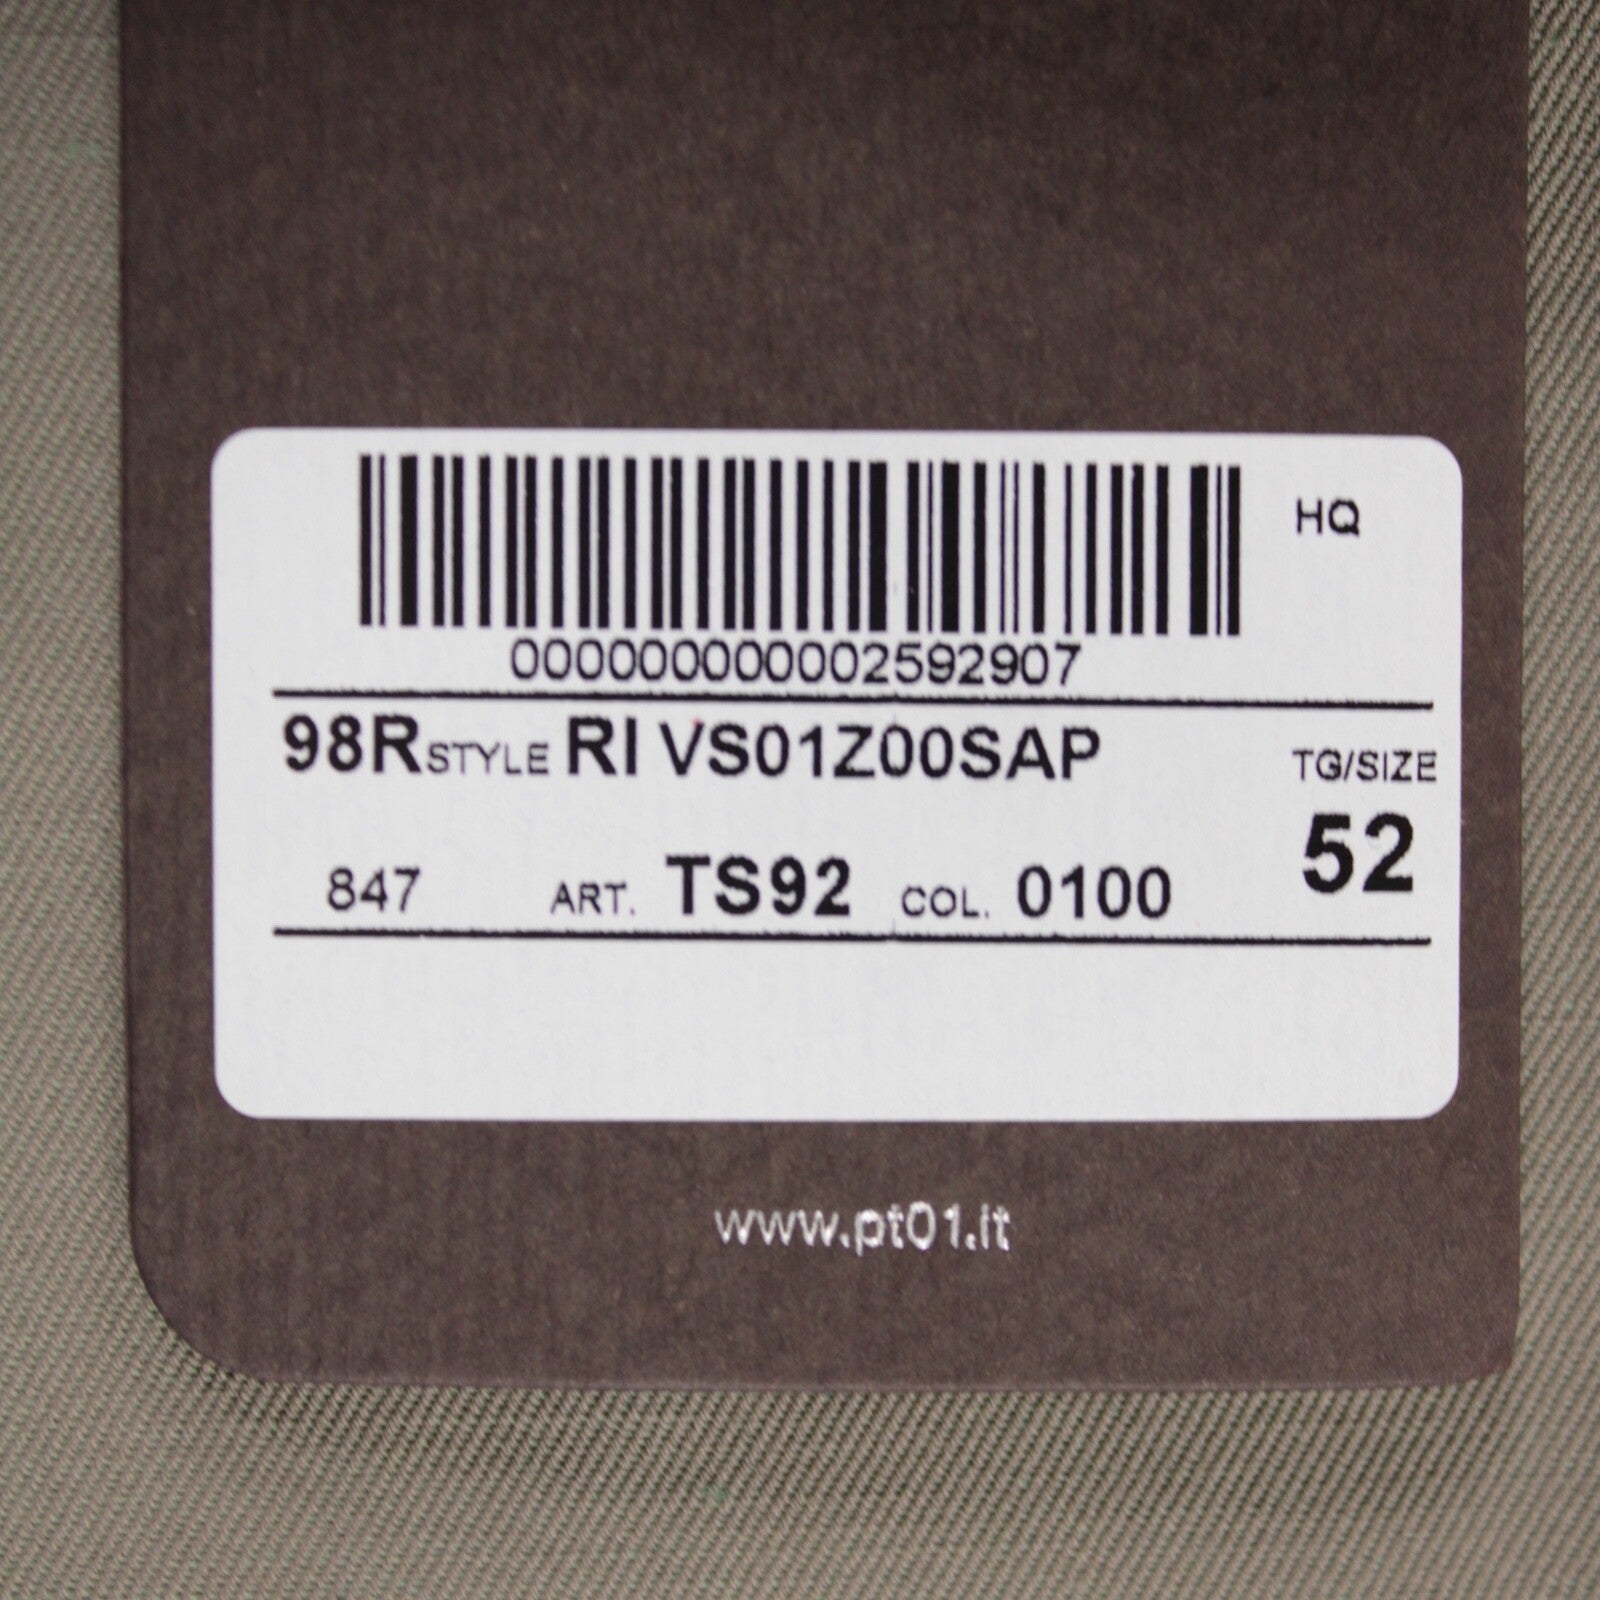 HQ
000000000002592907
98R STYLE RI VS01Z00SAP
TG/SIZE
52
847 ART. TS92 COL. 0100
www.pt01.it